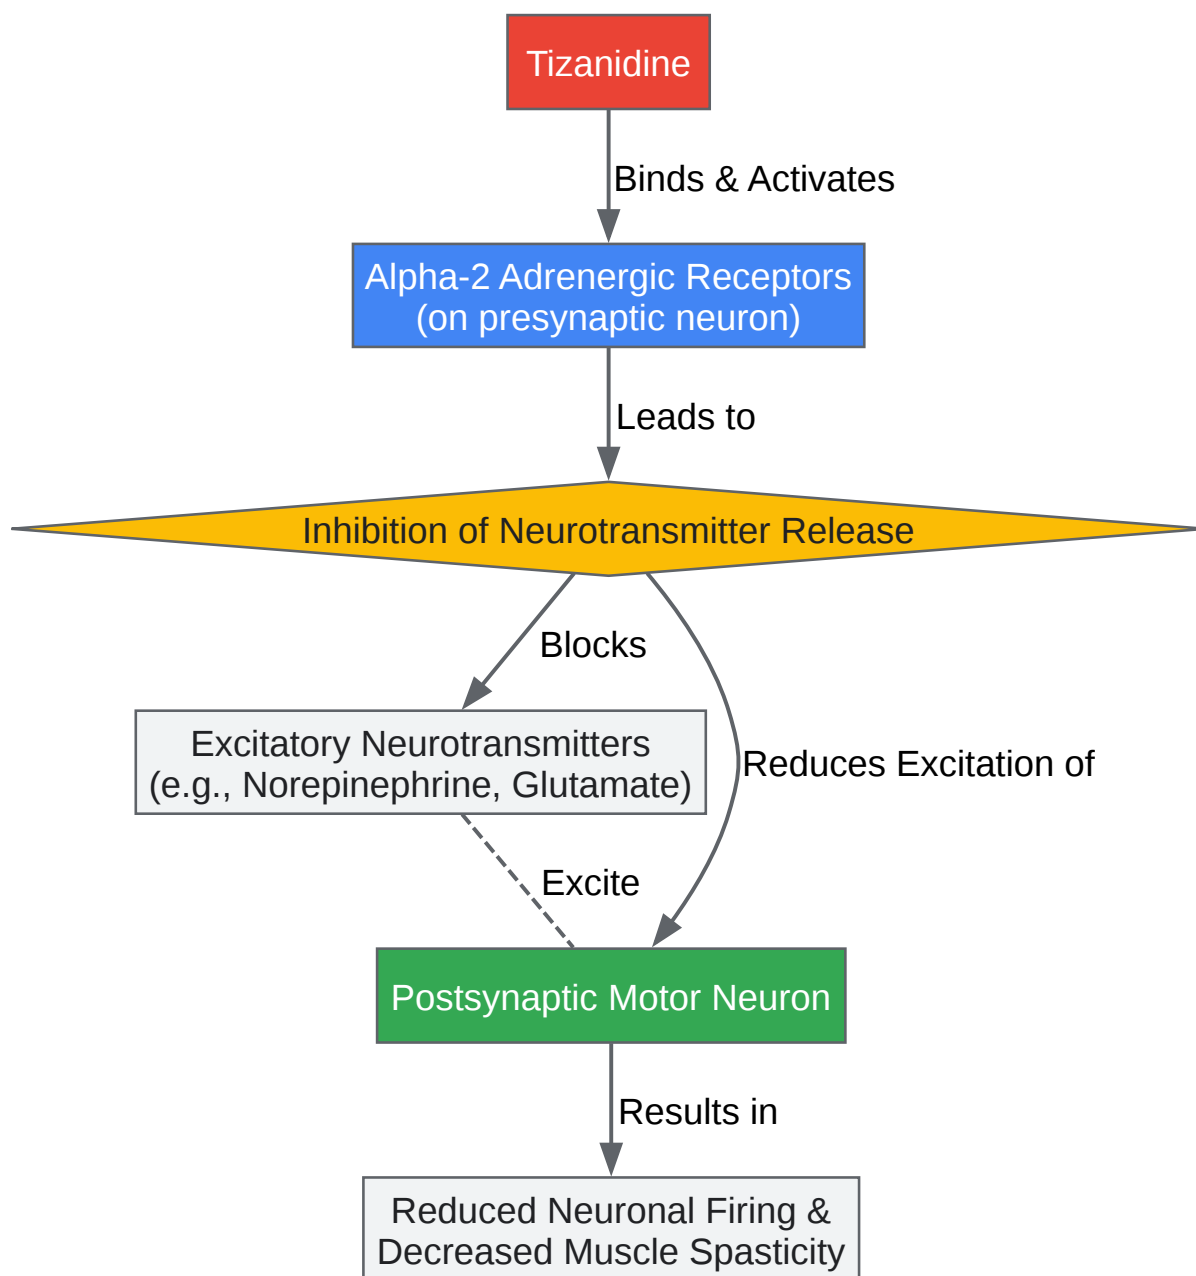 Tizanidine
Binds & Activates
Alpha-2 Adrenergic Receptors
(on presynaptic neuron)
Leads to
Inhibition of Neurotransmitter Release
Blocks
Excitatory Neurotransmitters
(e.g., Norepinephrine, Glutamate)
Reduces Excitation of
Excite
Postsynaptic Motor Neuron
Results in
Reduced Neuronal Firing &
Decreased Muscle Spasticity